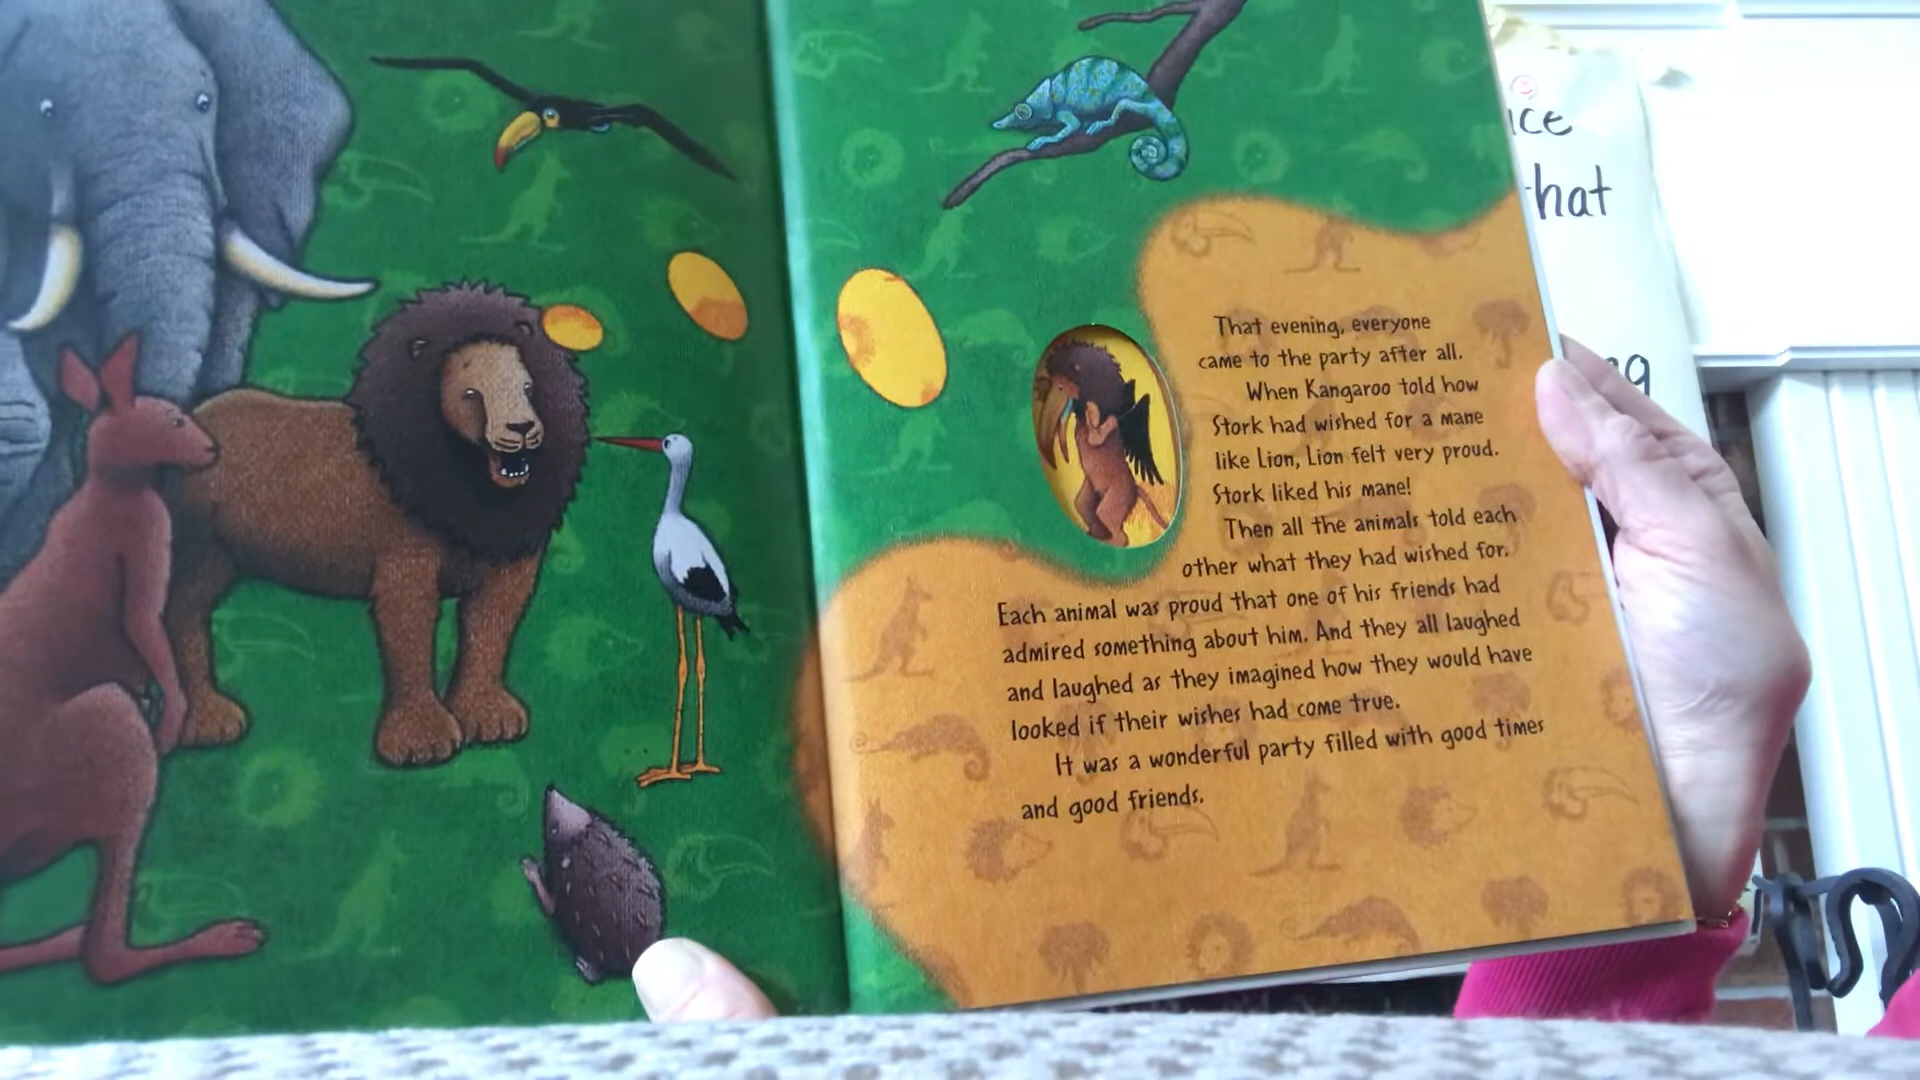 That evening, everyone
came to the party after all.
When Kangaroo told how
Stork had wished for a mane
like Lion, Lion felt very proud.
Stork liked his mane!
Then all the animals told each
other what they had wished for.
Each animal was proud that one of his friends had
admired something about him. And they all laughed
and laughed as they imagined how they would have
looked if their wishes had come true.
It was a wonderful party filled with good times
and good friends.
that